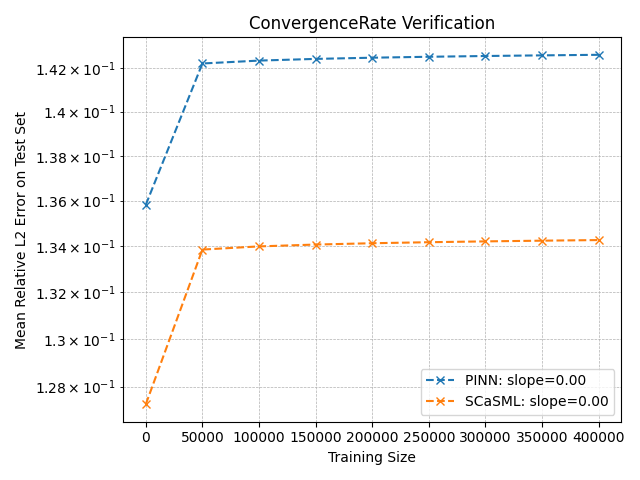 ConvergenceRate Verification
Mean Relative L2 Error on Test Set
1.42 × 10⁻¹
1.4 × 10⁻¹
1.38 × 10⁻¹
1.36 × 10⁻¹
1.34 × 10⁻¹
1.32 × 10⁻¹
1.3 × 10⁻¹
1.28 × 10⁻¹
PINN: slope=0.00
SCaSML: slope=0.00
0 50000 100000 150000 200000 250000 300000 350000 400000
Training Size